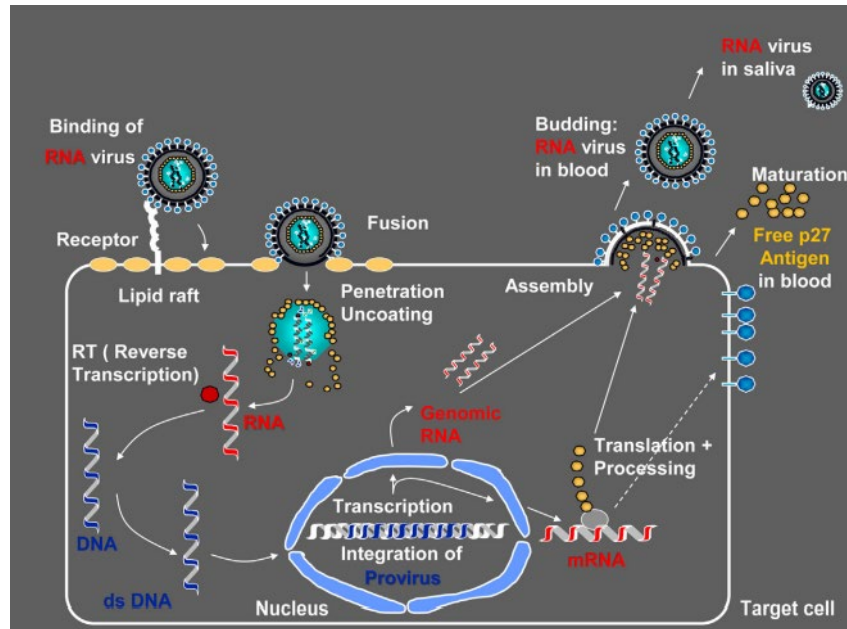 RNA virus
in saliva
Binding of
RNA virus
Budding:
RNA virus
in blood
Maturation
Receptor
Fusion
Free p27
Antigen
in blood
Lipid raft
Penetration
Uncoating
Assembly
RT ( Reverse
Transcription)
RNA
Genomic
RNA
Translation +
Processing
Transcription
DNA
Integration of
Provirus
mRNA
ds DNA
Nucleus
Target cell